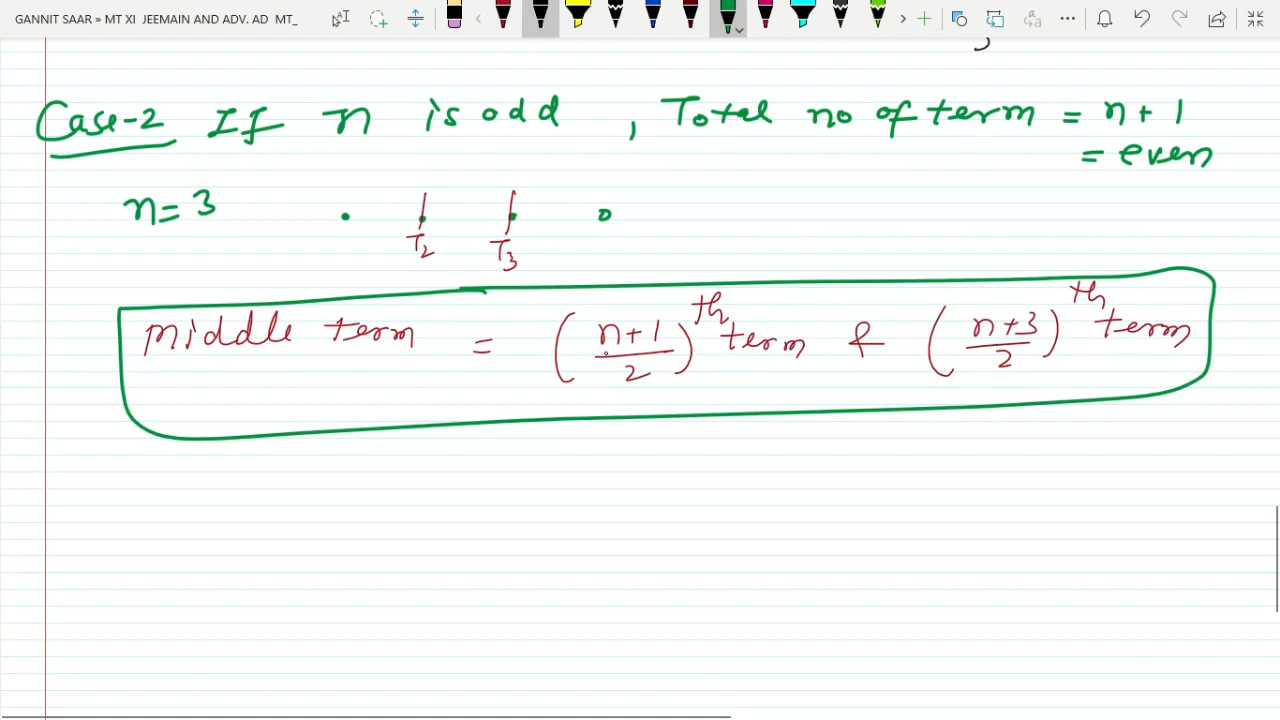 GANNIT SAAR » MT XI JEEMAIN AND ADV. AD MT_
Case-2 If n is odd , Total no of term = n + 1
= even
n = 3
T2 T3
middle term = (n+1/2)^th term & (n+3/2)^th term